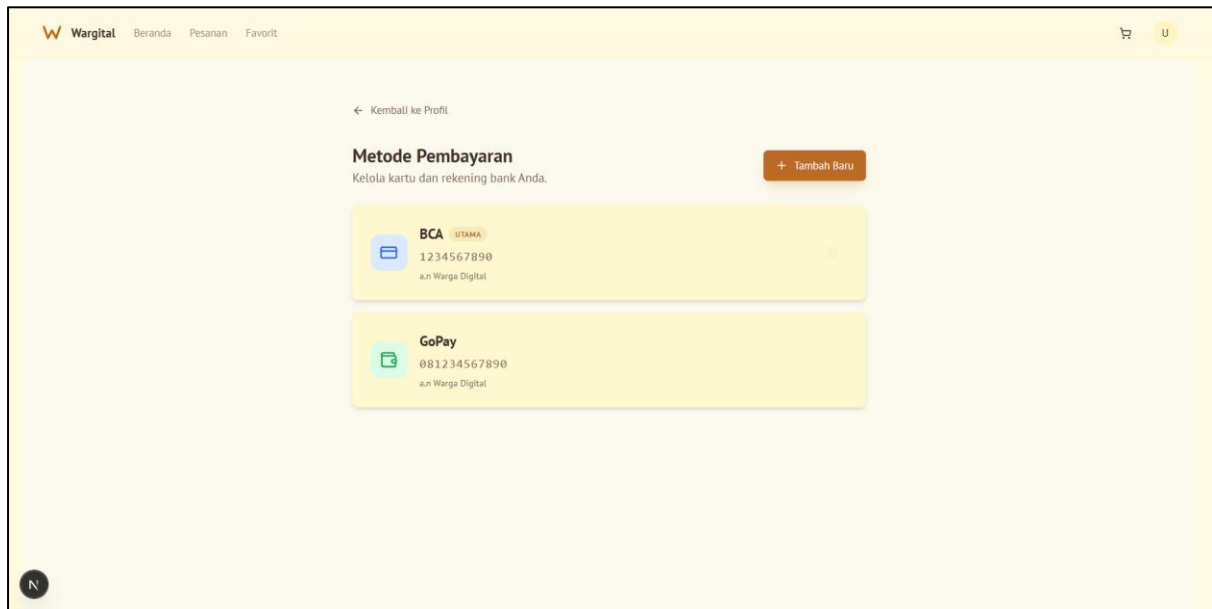 Wargital Beranda Pesanan Favorit U
Kembali ke Profil
Metode Pembayaran
Kelola kartu dan rekening bank Anda.
+ Tambah Baru
BCA UTAMA
1234567890
a.n Warga Digital
GoPay
081234567890
a.n Warga Digital
N